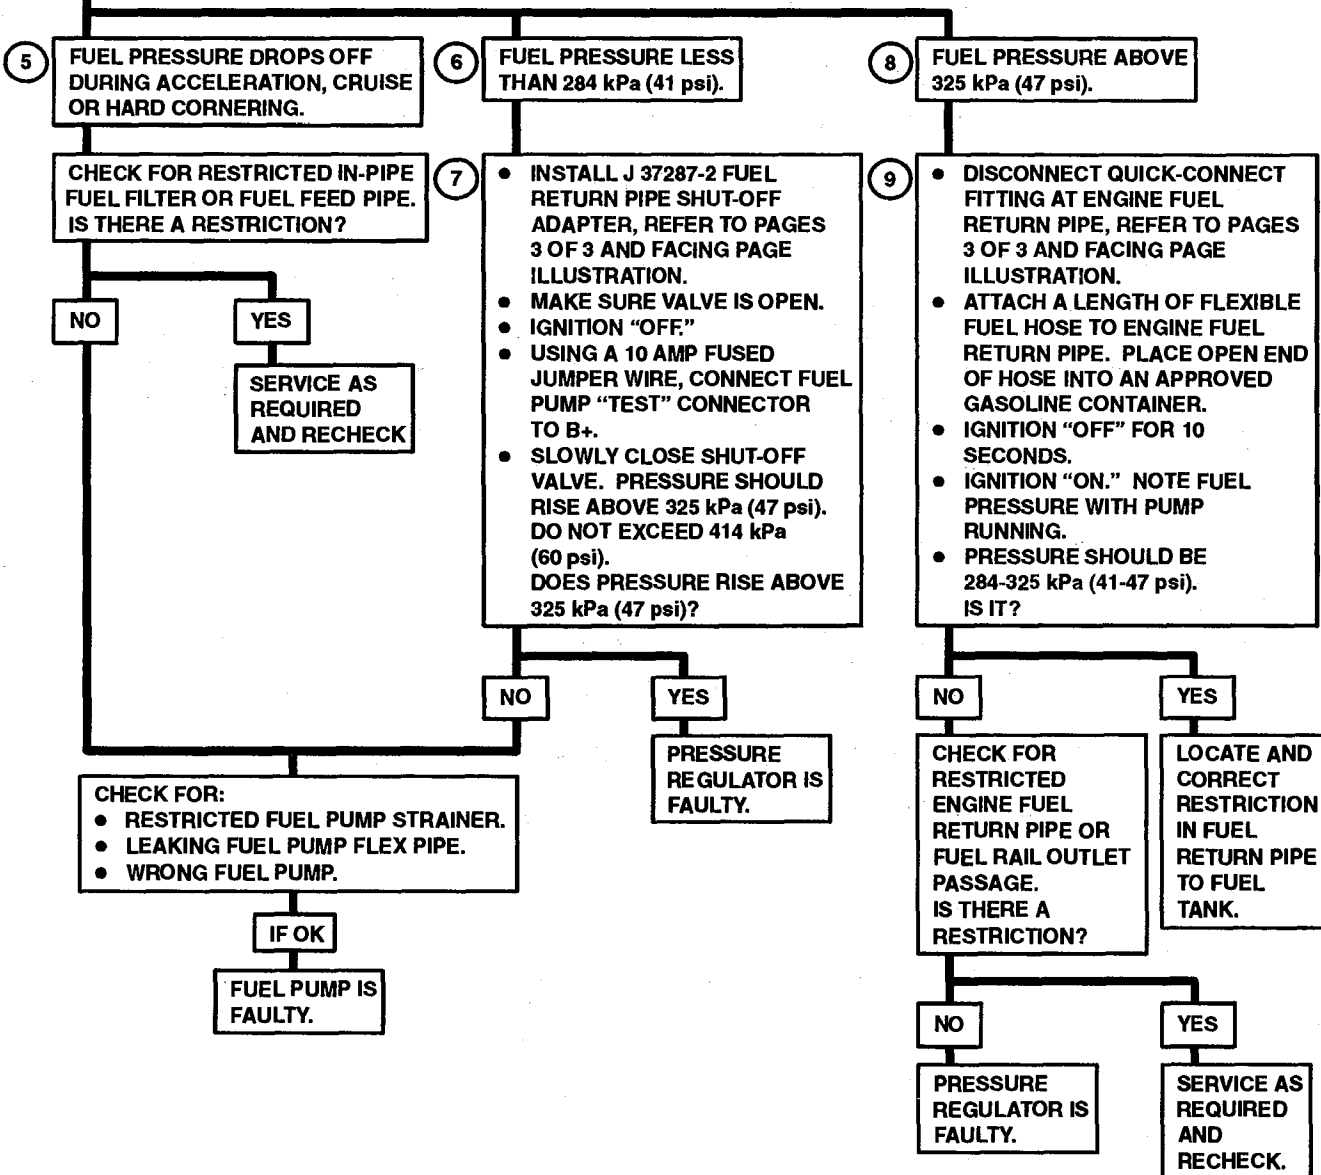 5
FUEL PRESSURE DROPS OFF
DURING ACCELERATION, CRUISE
OR HARD CORNERING.
CHECK FOR RESTRICTED IN-PIPE
FUEL FILTER OR FUEL FEED PIPE.
IS THERE A RESTRICTION?
NO
YES
SERVICE AS
REQUIRED
AND RECHECK
6
FUEL PRESSURE LESS
THAN 284 kPa (41 psi).
7
• INSTALL J 37287-2 FUEL
RETURN PIPE SHUT-OFF
ADAPTER, REFER TO PAGES
3 OF 3 AND FACING PAGE
ILLUSTRATION.
• MAKE SURE VALVE IS OPEN.
• IGNITION “OFF.”
• USING A 10 AMP FUSED
JUMPER WIRE, CONNECT FUEL
PUMP “TEST” CONNECTOR
TO B+.
• SLOWLY CLOSE SHUT-OFF
VALVE. PRESSURE SHOULD
RISE ABOVE 325 kPa (47 psi).
DO NOT EXCEED 414 kPa
(60 psi).
DOES PRESSURE RISE ABOVE
325 kPa (47 psi)?
NO
YES
PRESSURE
REGULATOR IS
FAULTY.
CHECK FOR:
• RESTRICTED FUEL PUMP STRAINER.
• LEAKING FUEL PUMP FLEX PIPE.
• WRONG FUEL PUMP.
IF OK
FUEL PUMP IS
FAULTY.
8
FUEL PRESSURE ABOVE
325 kPa (47 psi).
9
• DISCONNECT QUICK-CONNECT
FITTING AT ENGINE FUEL
RETURN PIPE, REFER TO PAGES
3 OF 3 AND FACING PAGE
ILLUSTRATION.
• ATTACH A LENGTH OF FLEXIBLE
FUEL HOSE TO ENGINE FUEL
RETURN PIPE. PLACE OPEN END
OF HOSE INTO AN APPROVED
GASOLINE CONTAINER.
• IGNITION “OFF” FOR 10
SECONDS.
• IGNITION “ON.” NOTE FUEL
PRESSURE WITH PUMP
RUNNING.
• PRESSURE SHOULD BE
284-325 kPa (41-47 psi).
IS IT?
NO
YES
CHECK FOR
RESTRICTED
ENGINE FUEL
RETURN PIPE OR
FUEL RAIL OUTLET
PASSAGE.
IS THERE A
RESTRICTION?
LOCATE AND
CORRECT
RESTRICTION
IN FUEL
RETURN PIPE
TO FUEL
TANK.
NO
YES
PRESSURE
REGULATOR IS
FAULTY.
SERVICE AS
REQUIRED
AND
RECHECK.